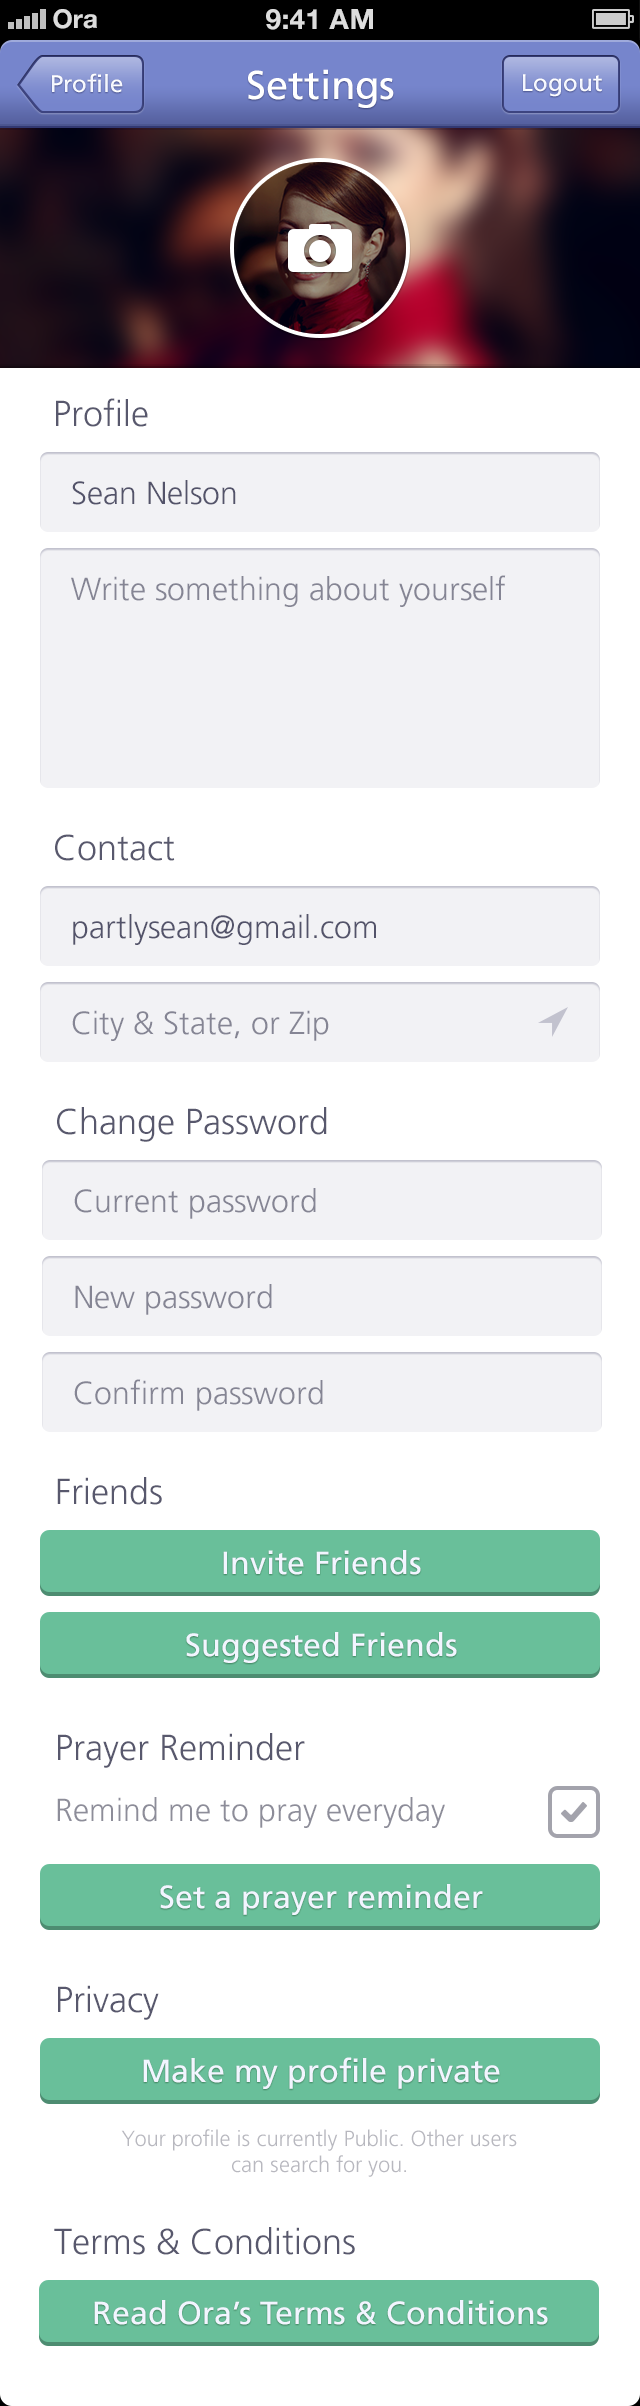 Ora
9:41 AM
Profile
Settings
Logout
Profile
Sean Nelson
Write something about yourself
Contact
partlysean@gmail.com
City & State, or Zip
Change Password
Current password
New password
Confirm password
Friends
Invite Friends
Suggested Friends
Prayer Reminder
Remind me to pray everyday
Set a prayer reminder
Privacy
Make my profile private
Your profile is currently Public. Other users
can search for you.
Terms & Conditions
Read Ora’s Terms & Conditions